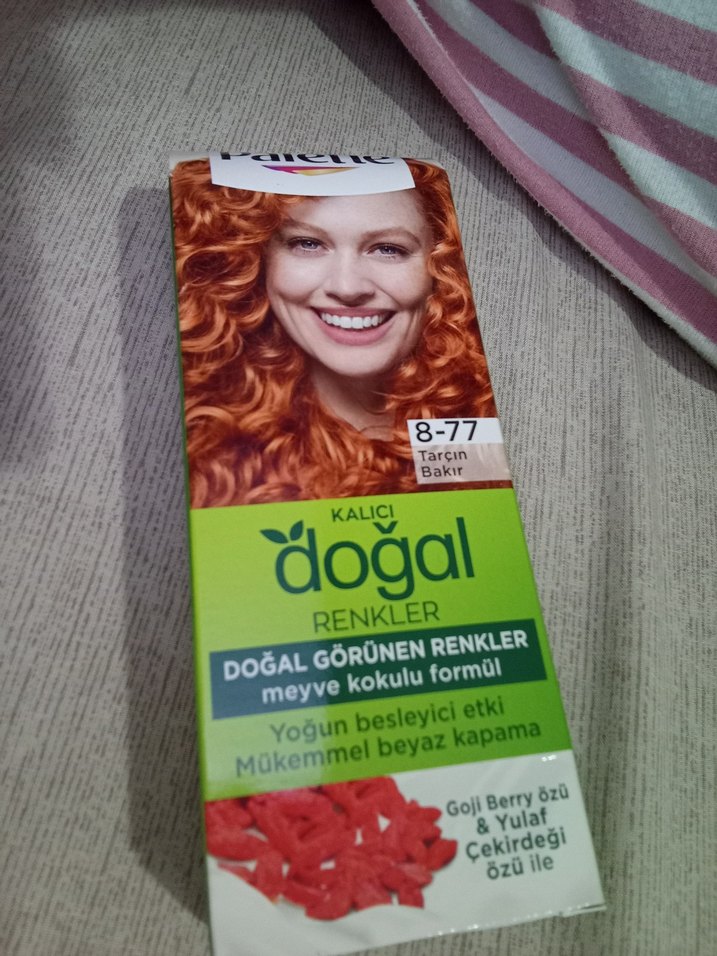 Palette
8-77
Tarçın
Bakır
KALICI
doğal
RENKLER
DOĞAL GÖRÜNEN RENKLER
meyve kokulu formül
Yoğun besleyici etki
Mükemmel beyaz kapama
Goji Berry özü
& Yulaf
Çekirdeği
özü ile